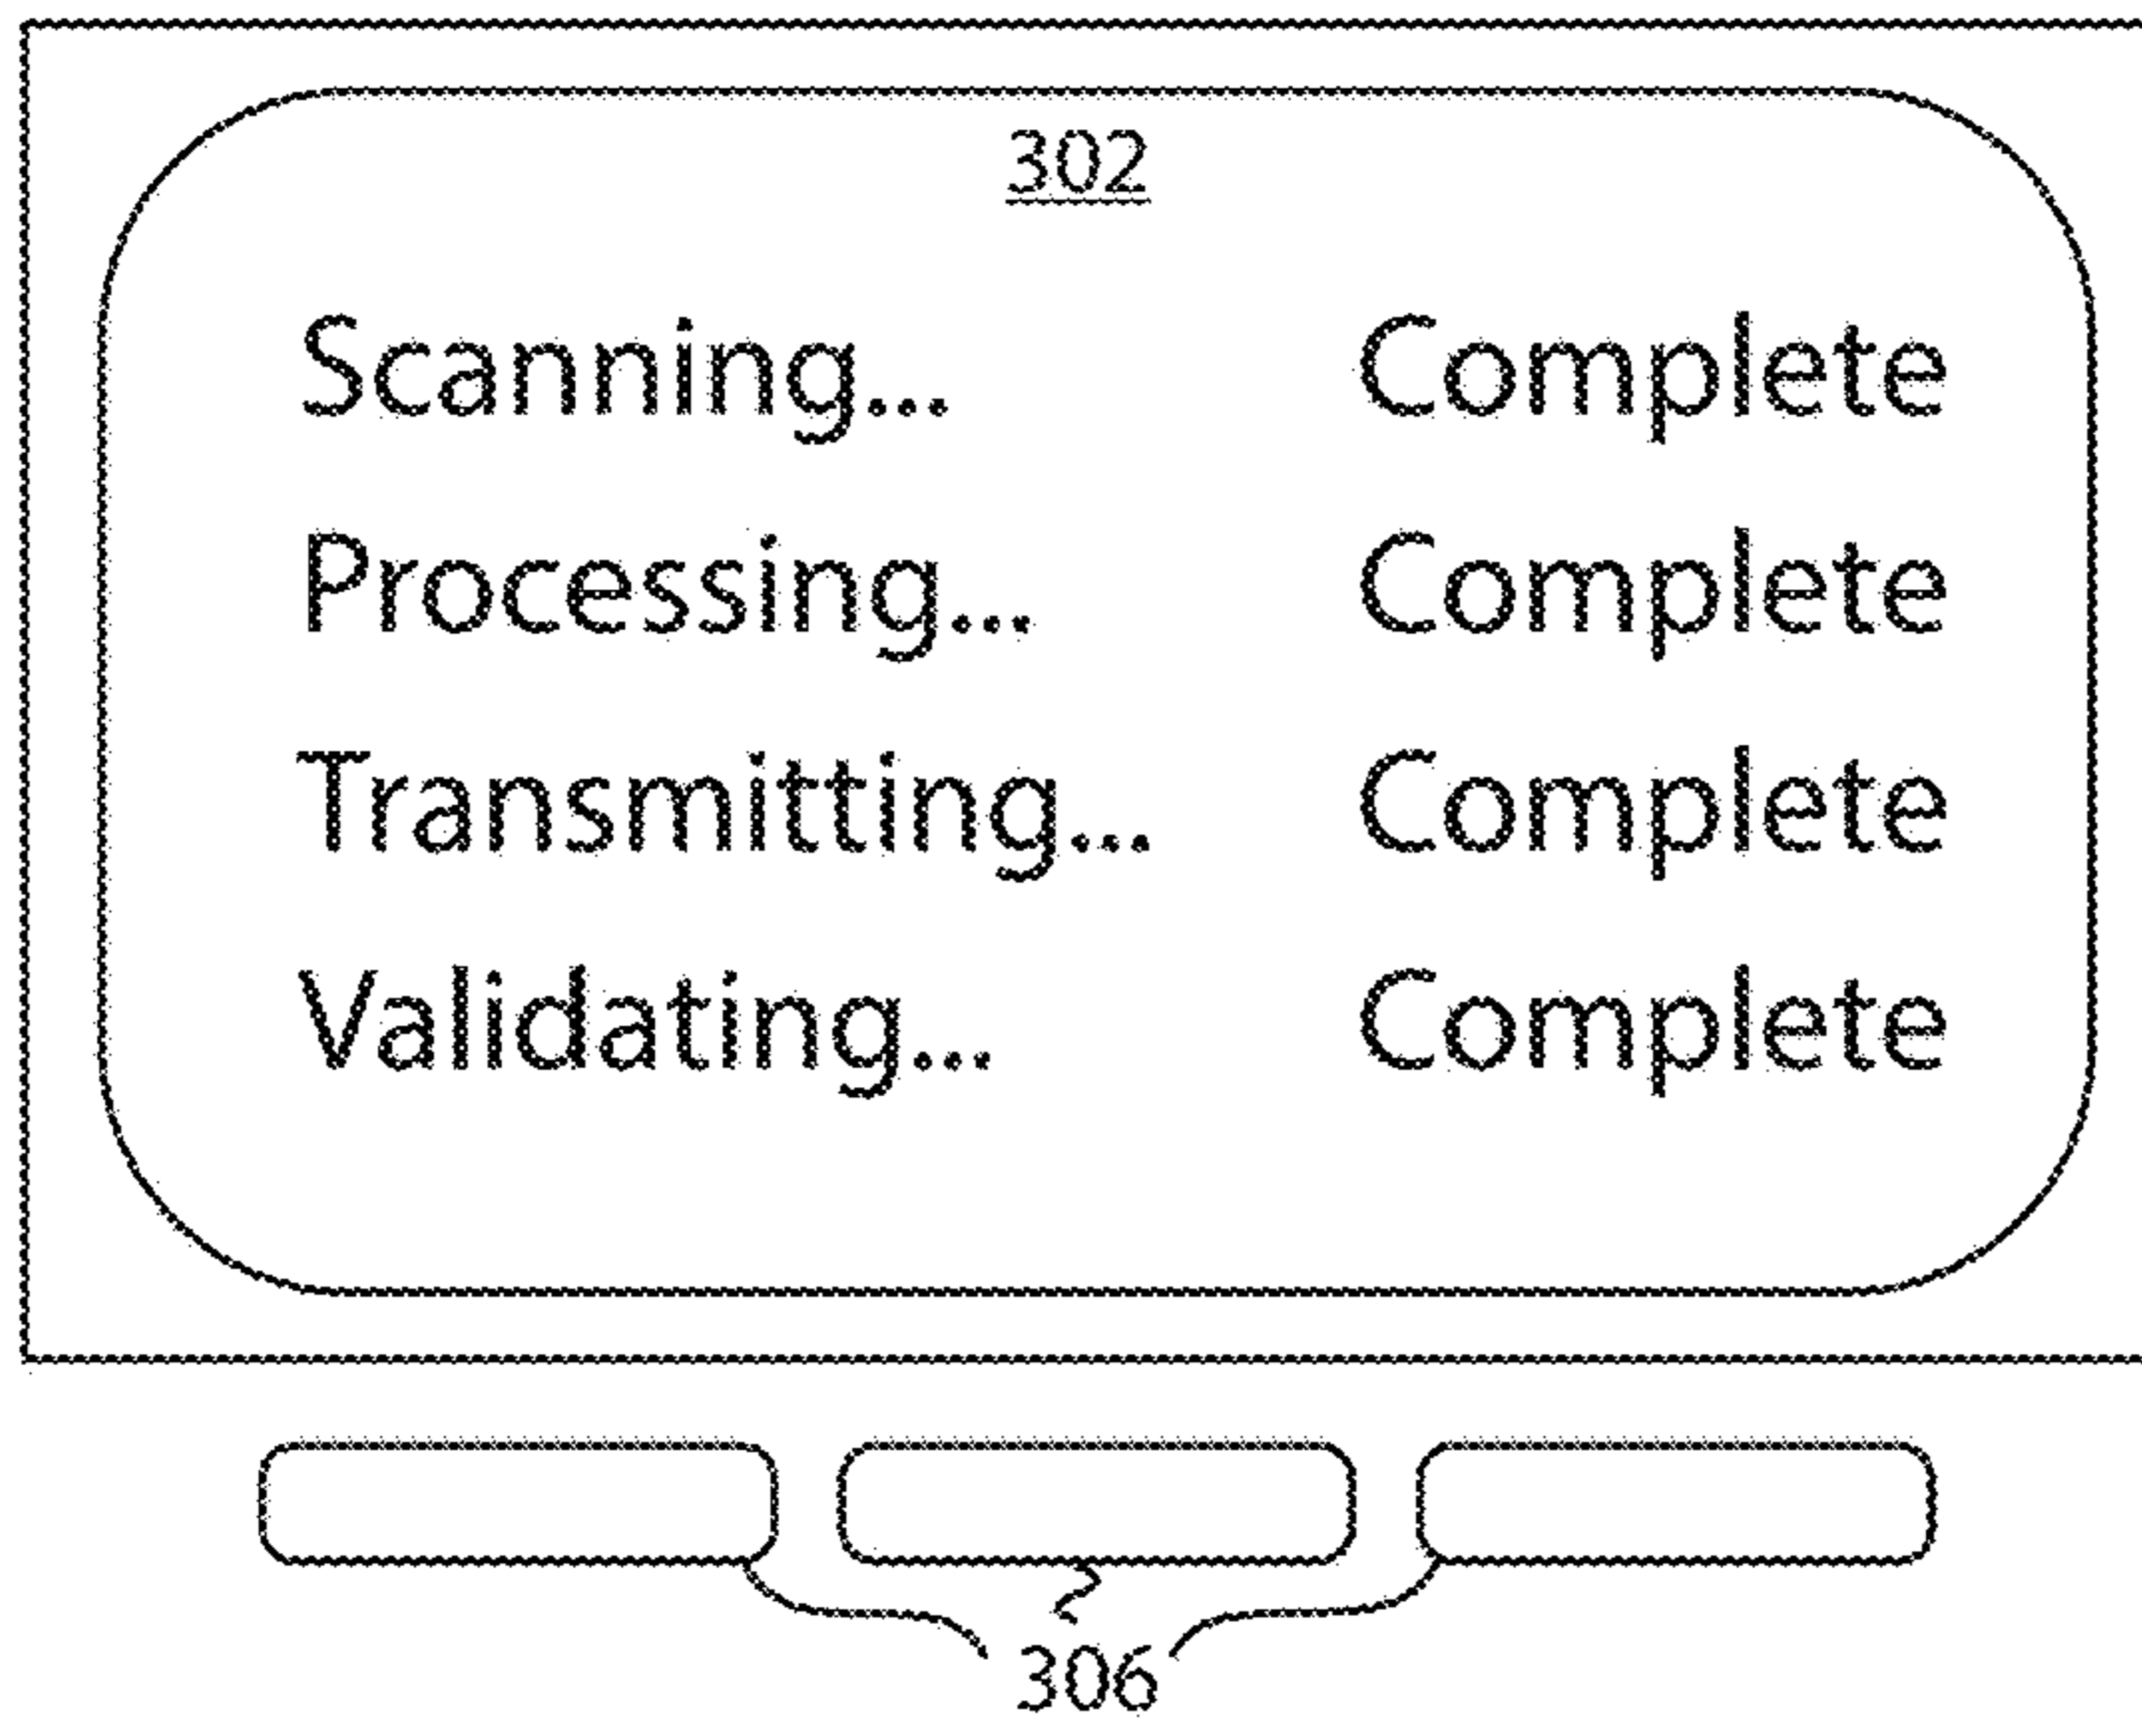 302
Scanning... Complete
Processing... Complete
Transmitting... Complete
Validating... Complete
306